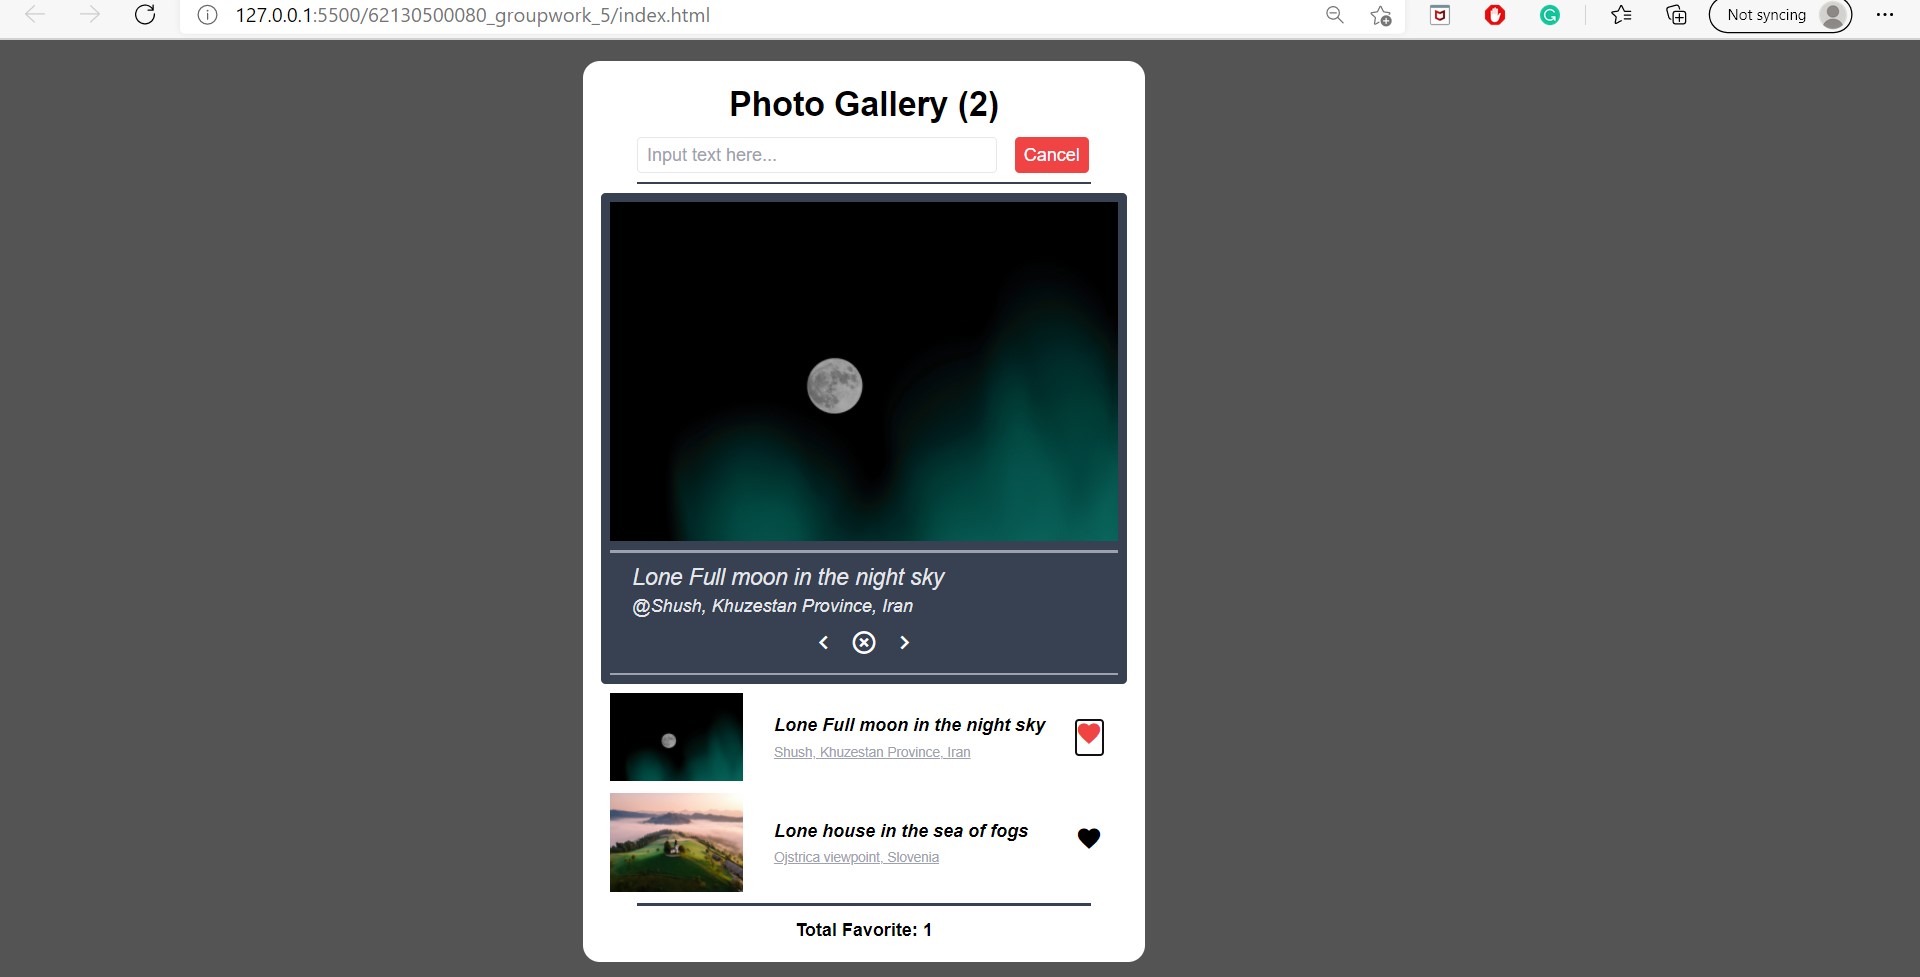 127.0.0.1:5500/62130500080_groupwork_5/index.html
Not syncing
Photo Gallery (2)
Input text here...
Cancel
Lone Full moon in the night sky
@Shush, Khuzestan Province, Iran
Lone Full moon in the night sky
Shush, Khuzestan Province, Iran
Lone house in the sea of fogs
Ojstrica viewpoint, Slovenia
Total Favorite: 1